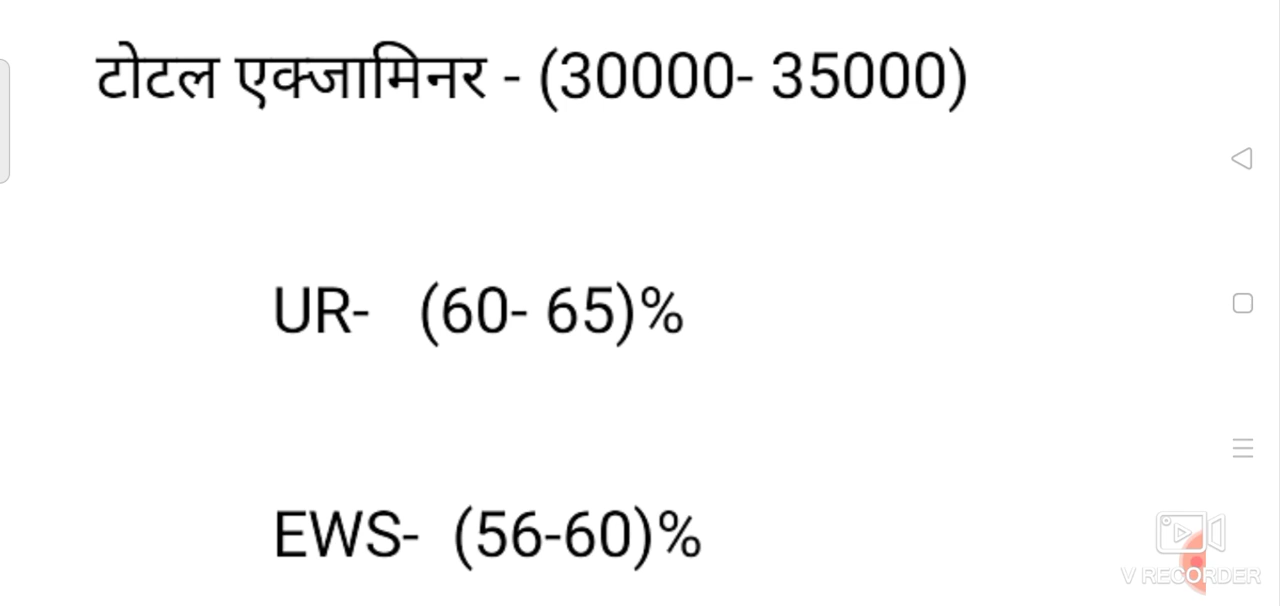 टोटल एक्जामिनर - (30000- 35000)
UR- (60- 65)%
EWS- (56-60)%
V RECORDER